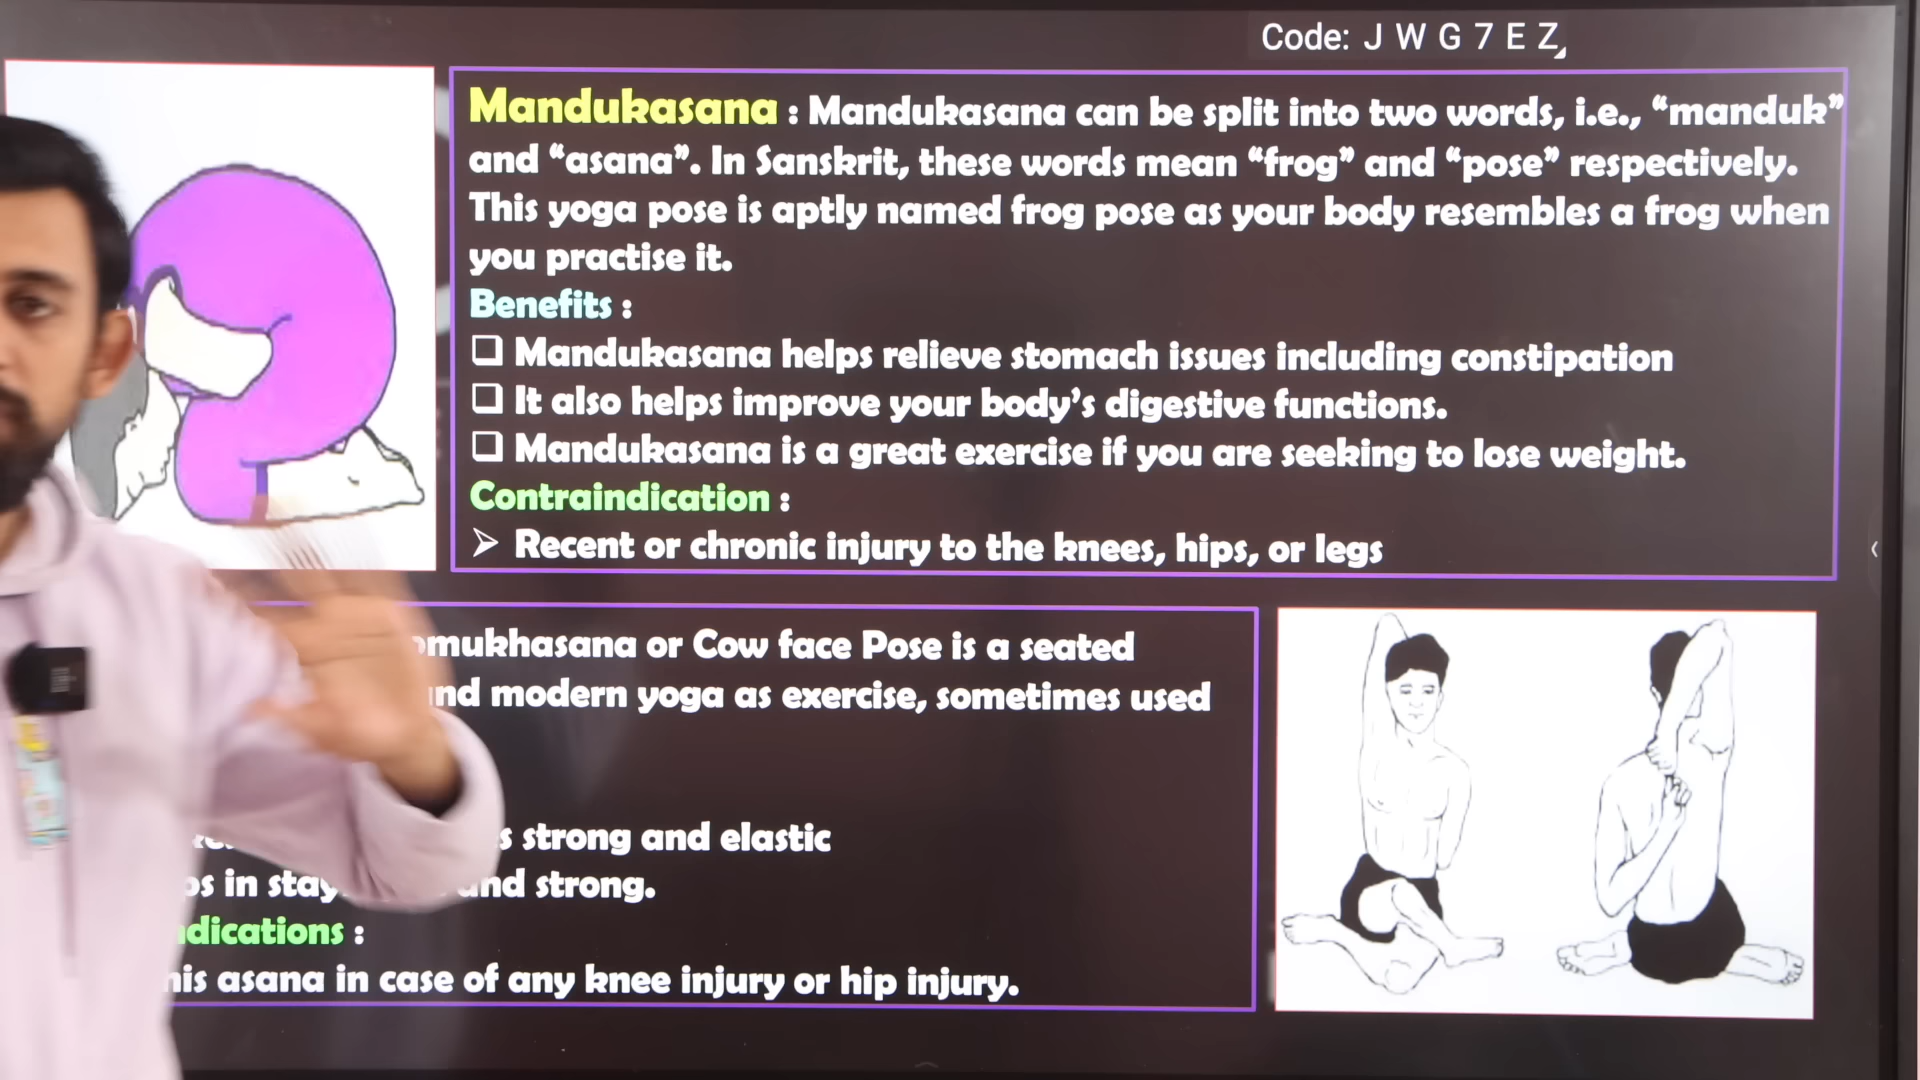 Code: J W G 7 E Z
Mandukasana : Mandukasana can be split into two words, i.e., “manduk”
and “asana”. In Sanskrit, these words mean “frog” and “pose” respectively.
This yoga pose is aptly named frog pose as your body resembles a frog when
you practise it.
Benefits :
❑ Mandukasana helps relieve stomach issues including constipation
❑ It also helps improve your body’s digestive functions.
❑ Mandukasana is a great exercise if you are seeking to lose weight.
Contraindication :
➢ Recent or chronic injury to the knees, hips, or legs
or Cow face Pose is a seated
modern yoga as exercise, sometimes used
strong and elastic
in and strong.
:
asana in case of any knee injury or hip injury.